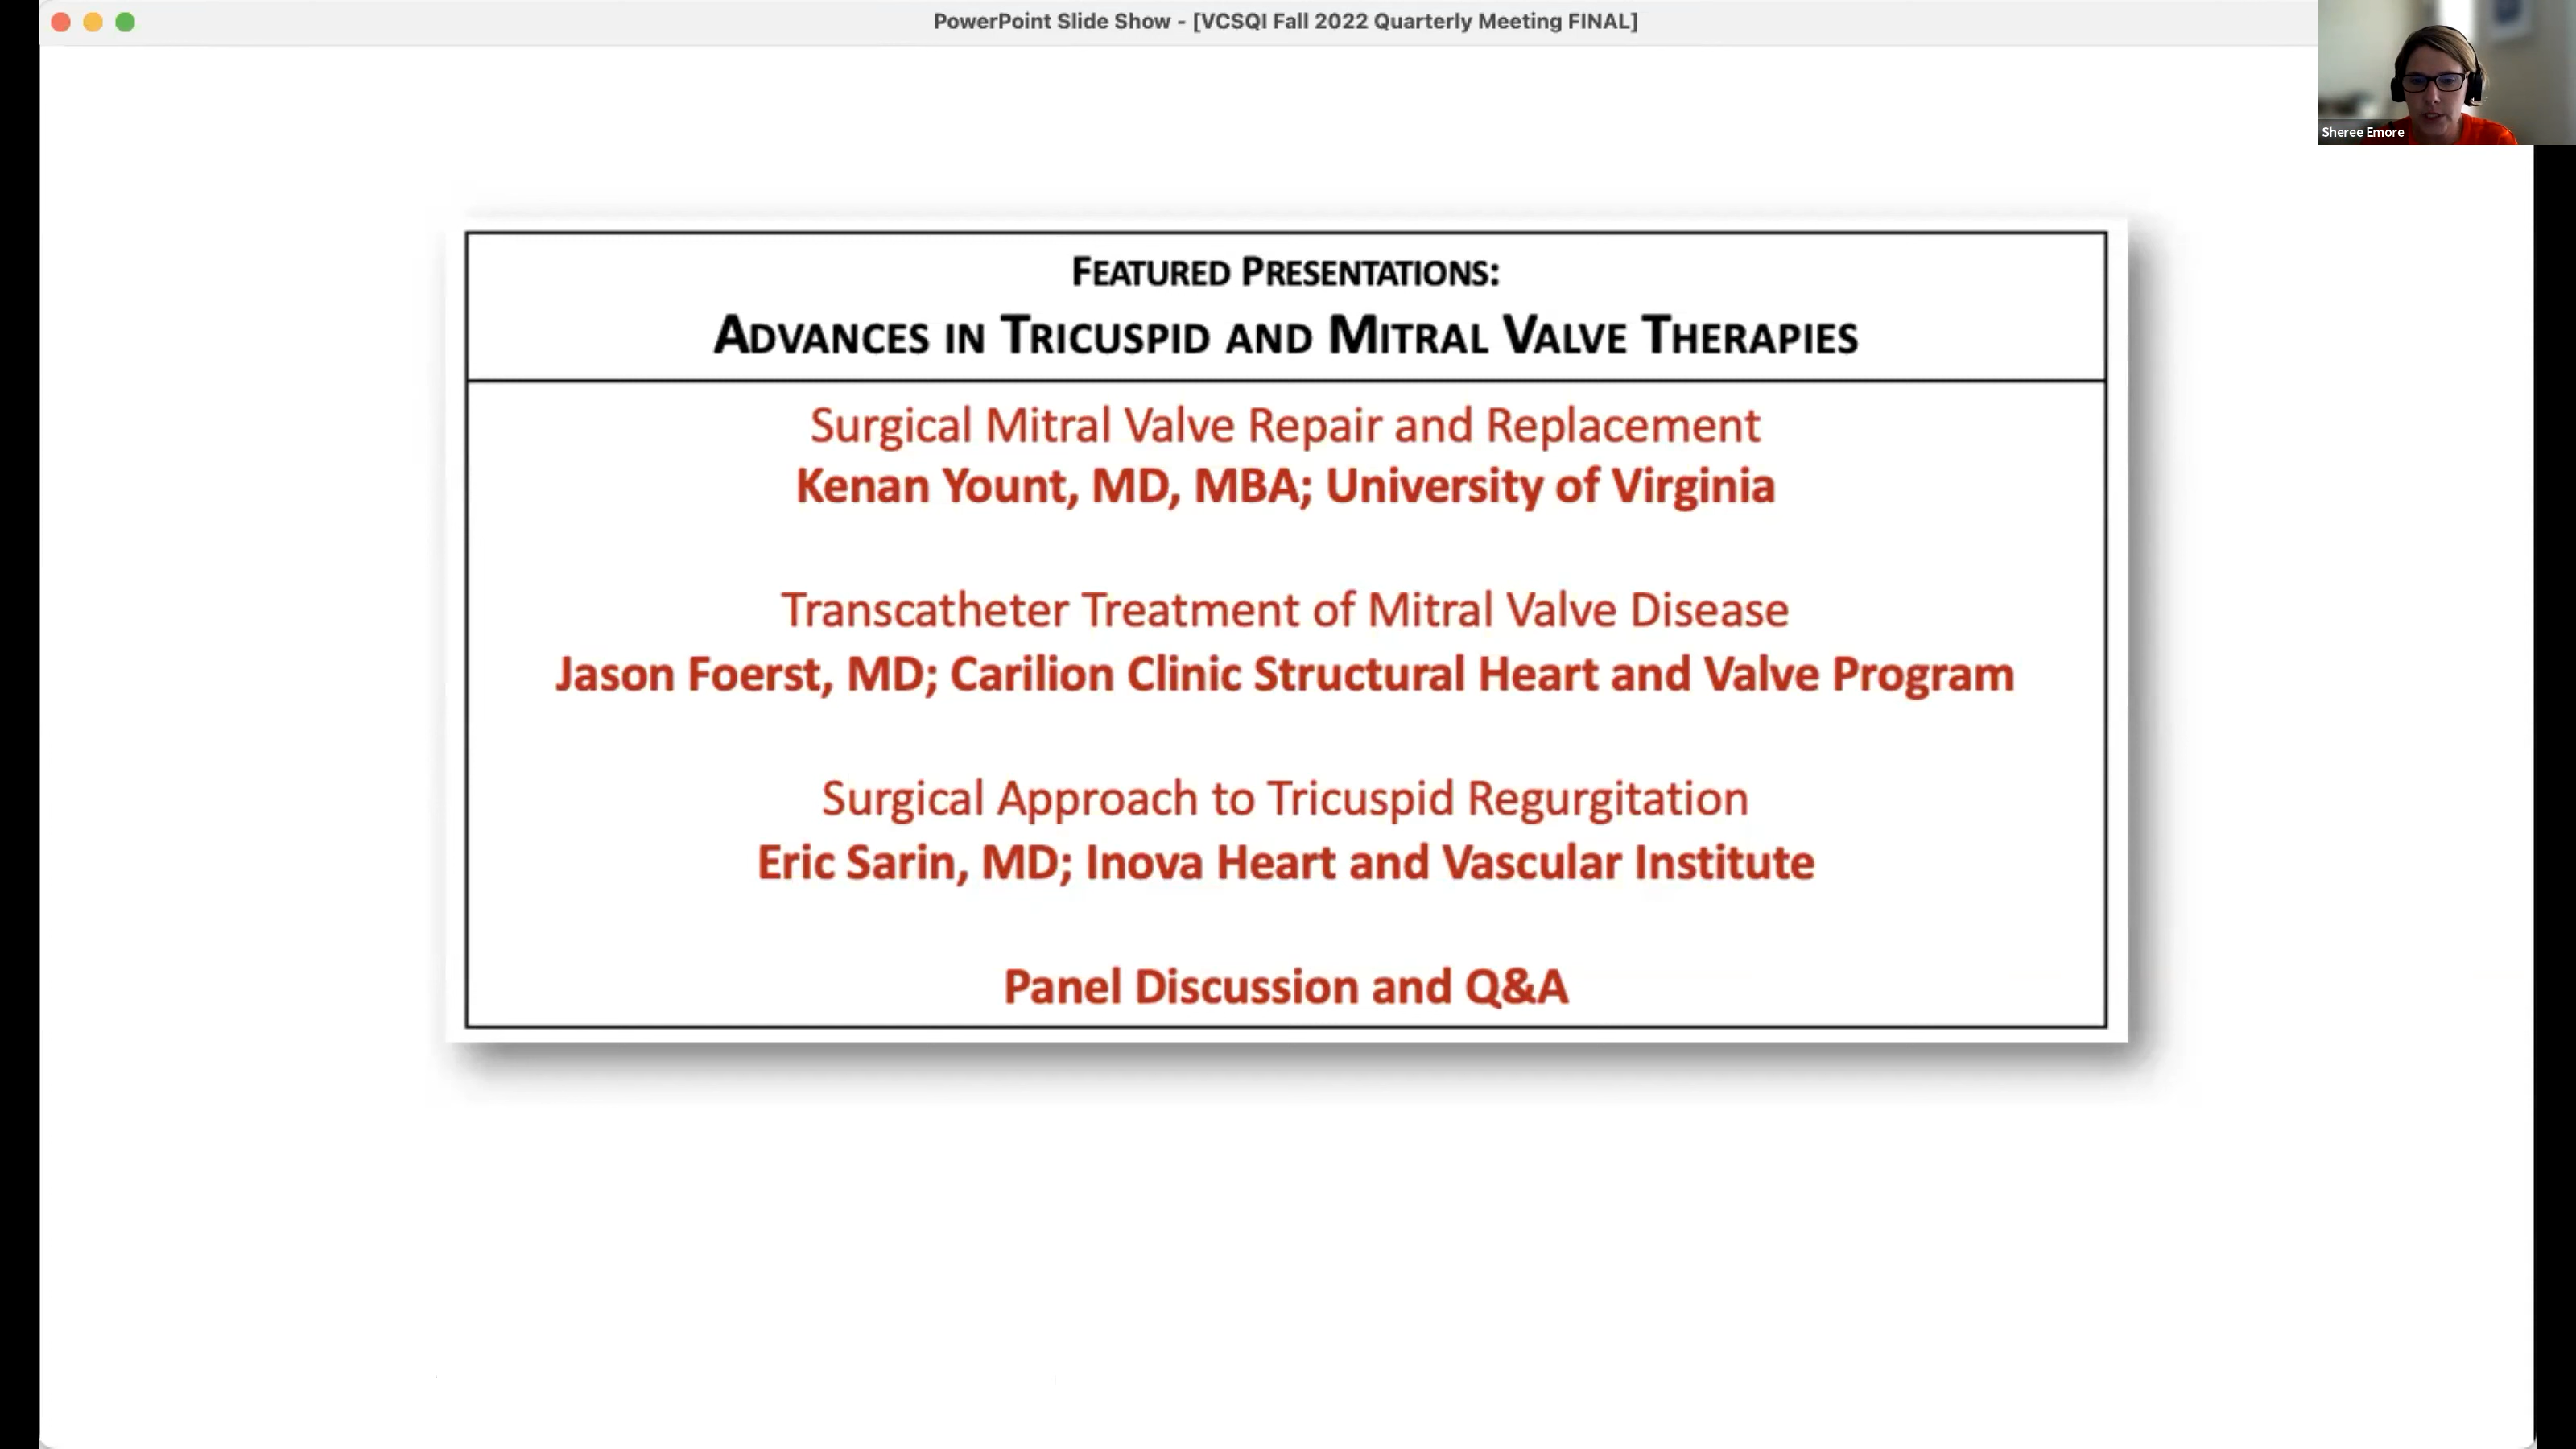 PowerPoint Slide Show - [VCSQI Fall 2022 Quarterly Meeting FINAL]
Sheree Emore
FEATURED PRESENTATIONS:
ADVANCES IN TRICUSPID AND MITRAL VALVE THERAPIES
Surgical Mitral Valve Repair and Replacement
Kenan Yount, MD, MBA; University of Virginia
Transcatheter Treatment of Mitral Valve Disease
Jason Foerst, MD; Carilion Clinic Structural Heart and Valve Program
Surgical Approach to Tricuspid Regurgitation
Eric Sarin, MD; Inova Heart and Vascular Institute
Panel Discussion and Q&A